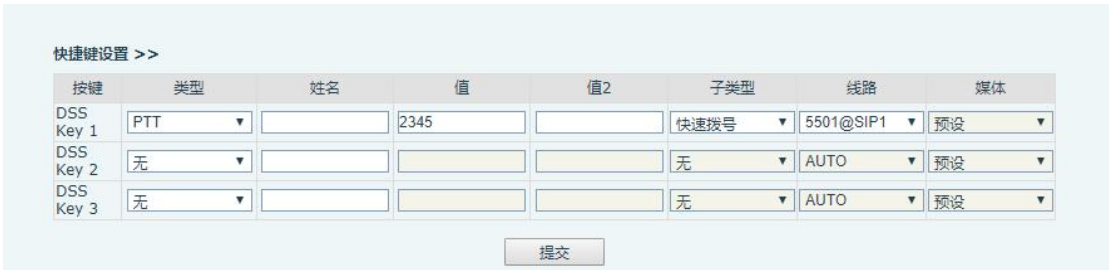 快捷键设置 >>
按键 类型 姓名 值 值2 子类型 线路 媒体
DSS Key 1 PTT 2345 快速拨号 5501@SIP1 预设
DSS Key 2 无 无 AUTO 预设
DSS Key 3 无 无 AUTO 预设
提交